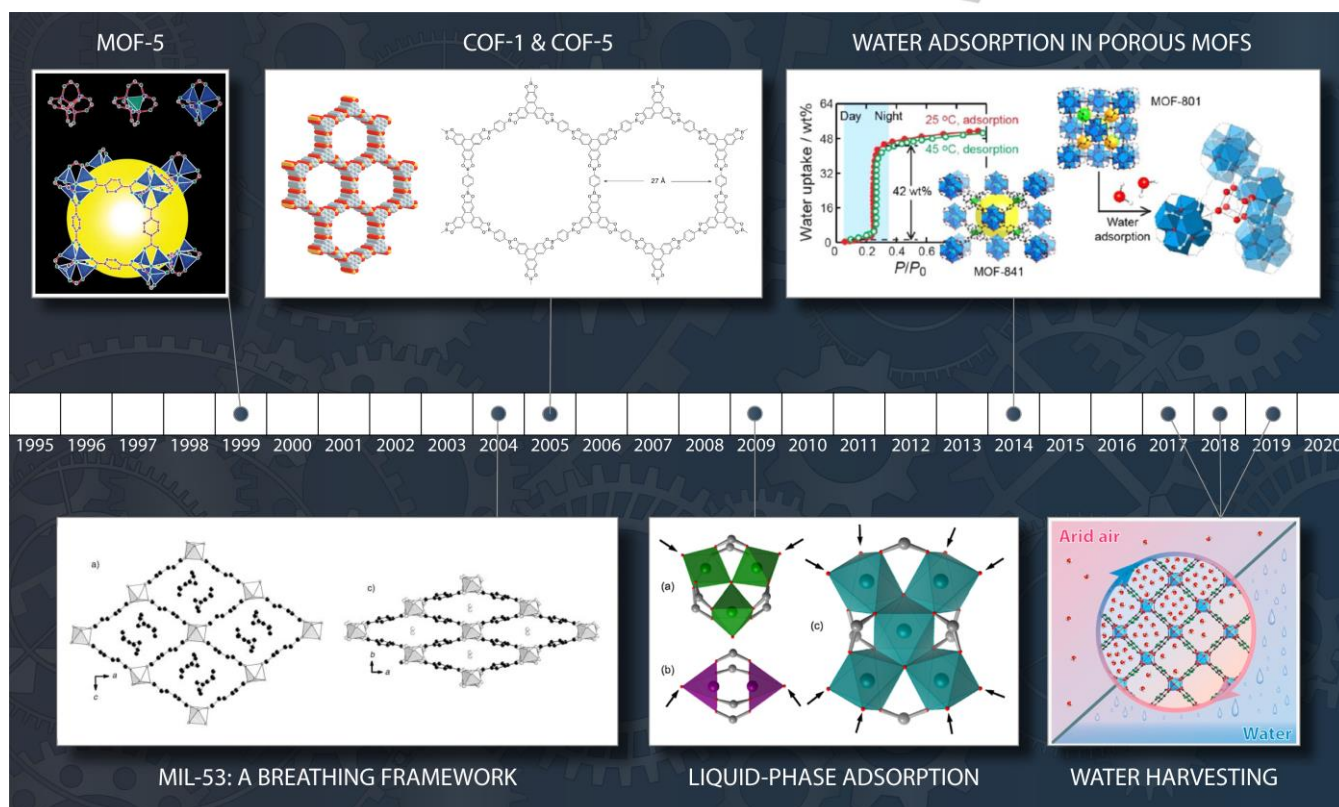 MOF-5
COF-1 & COF-5
WATER ADSORPTION IN POROUS MOFS
27 Å
Water uptake / wt%
64
48
32
16
0
Day
Night
25 °C, adsorption
45 °C, desorption
42 wt%
0
0.2
0.4
0.6
0.8
P/P0
MOF-841
MOF-801
Water
adsorption
1995 1996 1997 1998 1999 2000 2001 2002 2003 2004 2005 2006 2007 2008 2009 2010 2011 2012 2013 2014 2015 2016 2017 2018 2019 2020
a)
a
c
c)
b
a
(a)
(b)
(c)
Arid air
Water
MIL-53: A BREATHING FRAMEWORK
LIQUID-PHASE ADSORPTION
WATER HARVESTING